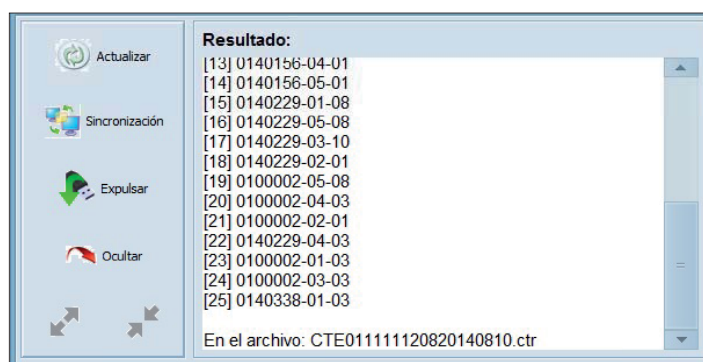 Actualizar
Sincronización
Expulsar
Ocultar
Resultado:
[13] 0140156-04-01
[14] 0140156-05-01
[15] 0140229-01-08
[16] 0140229-05-08
[17] 0140229-03-10
[18] 0140229-02-01
[19] 0100002-05-08
[20] 0100002-04-03
[21] 0100002-02-01
[22] 0140229-04-03
[23] 0100002-01-03
[24] 0100002-03-03
[25] 0140338-01-03
En el archivo: CTE011111120820140810.ctr